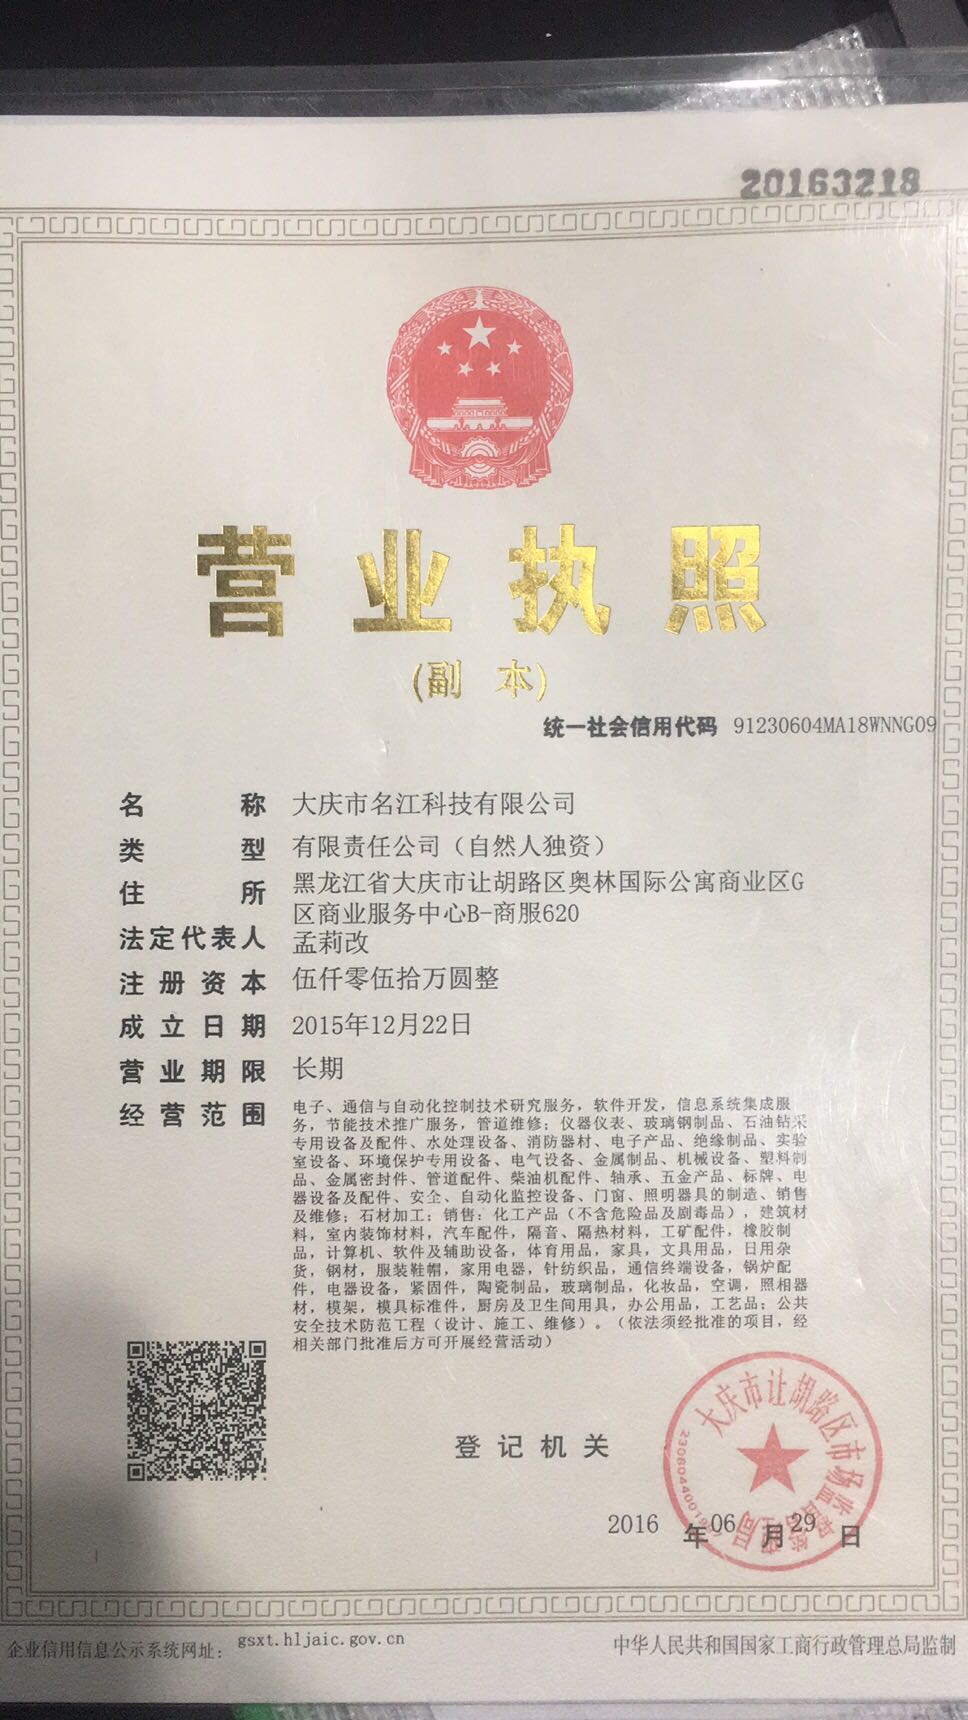 20163218
营业执照
(副 本)
统一社会信用代码 91230604MA18WNNG09
名称 大庆市名江科技有限公司
类型 有限责任公司（自然人独资）
住所 黑龙江省大庆市让胡路区奥林国际公寓商业区G
区商业服务中心B-商服620
法定代表人 孟莉改
注册资本 伍仟零伍拾万圆整
成立日期 2015年12月22日
营业期限 长期
经营范围 电子、通信与自动化控制技术研究服务，软件开发，信息系统集成服
务，节能技术推广服务，管道维修；仪器仪表、玻璃钢制品、石油钻采
专用设备及配件、水处理设备、消防器材、电子产品、绝缘制品、实验
室设备、环境保护专用设备、电气设备、金属制品、机械设备、塑料制
品、金属密封件、管道配件、柴油机配件、轴承、五金产品、标牌、电
器设备及配件、安全、自动化监控设备、门窗、照明器具的制造、销售
及维修；石材加工；销售：化工产品（不含危险品及剧毒品），建筑材
料，室内装饰材料，汽车配件，隔音、隔热材料，工矿配件，橡胶制
品，计算机、软件及辅助设备，体育用品，家具，文具用品，日用杂
货，钢材，服装鞋帽，家用电器，针纺织品，通信终端设备，锅炉配
件，电器设备，紧固件，陶瓷制品，玻璃制品，化妆品，空调，照相器
材，模架，模具标准件，厨房及卫生间用具，办公用品，工艺品；公共
安全技术防范工程（设计、施工、维修）。（依法须经批准的项目，经
相关部门批准后方可开展经营活动）
大庆市让胡路区市场监督管理局
登记机关
2016年06月29日
企业信用信息公示系统网址：gsxt.hljaic.gov.cn
中华人民共和国国家工商行政管理总局监制